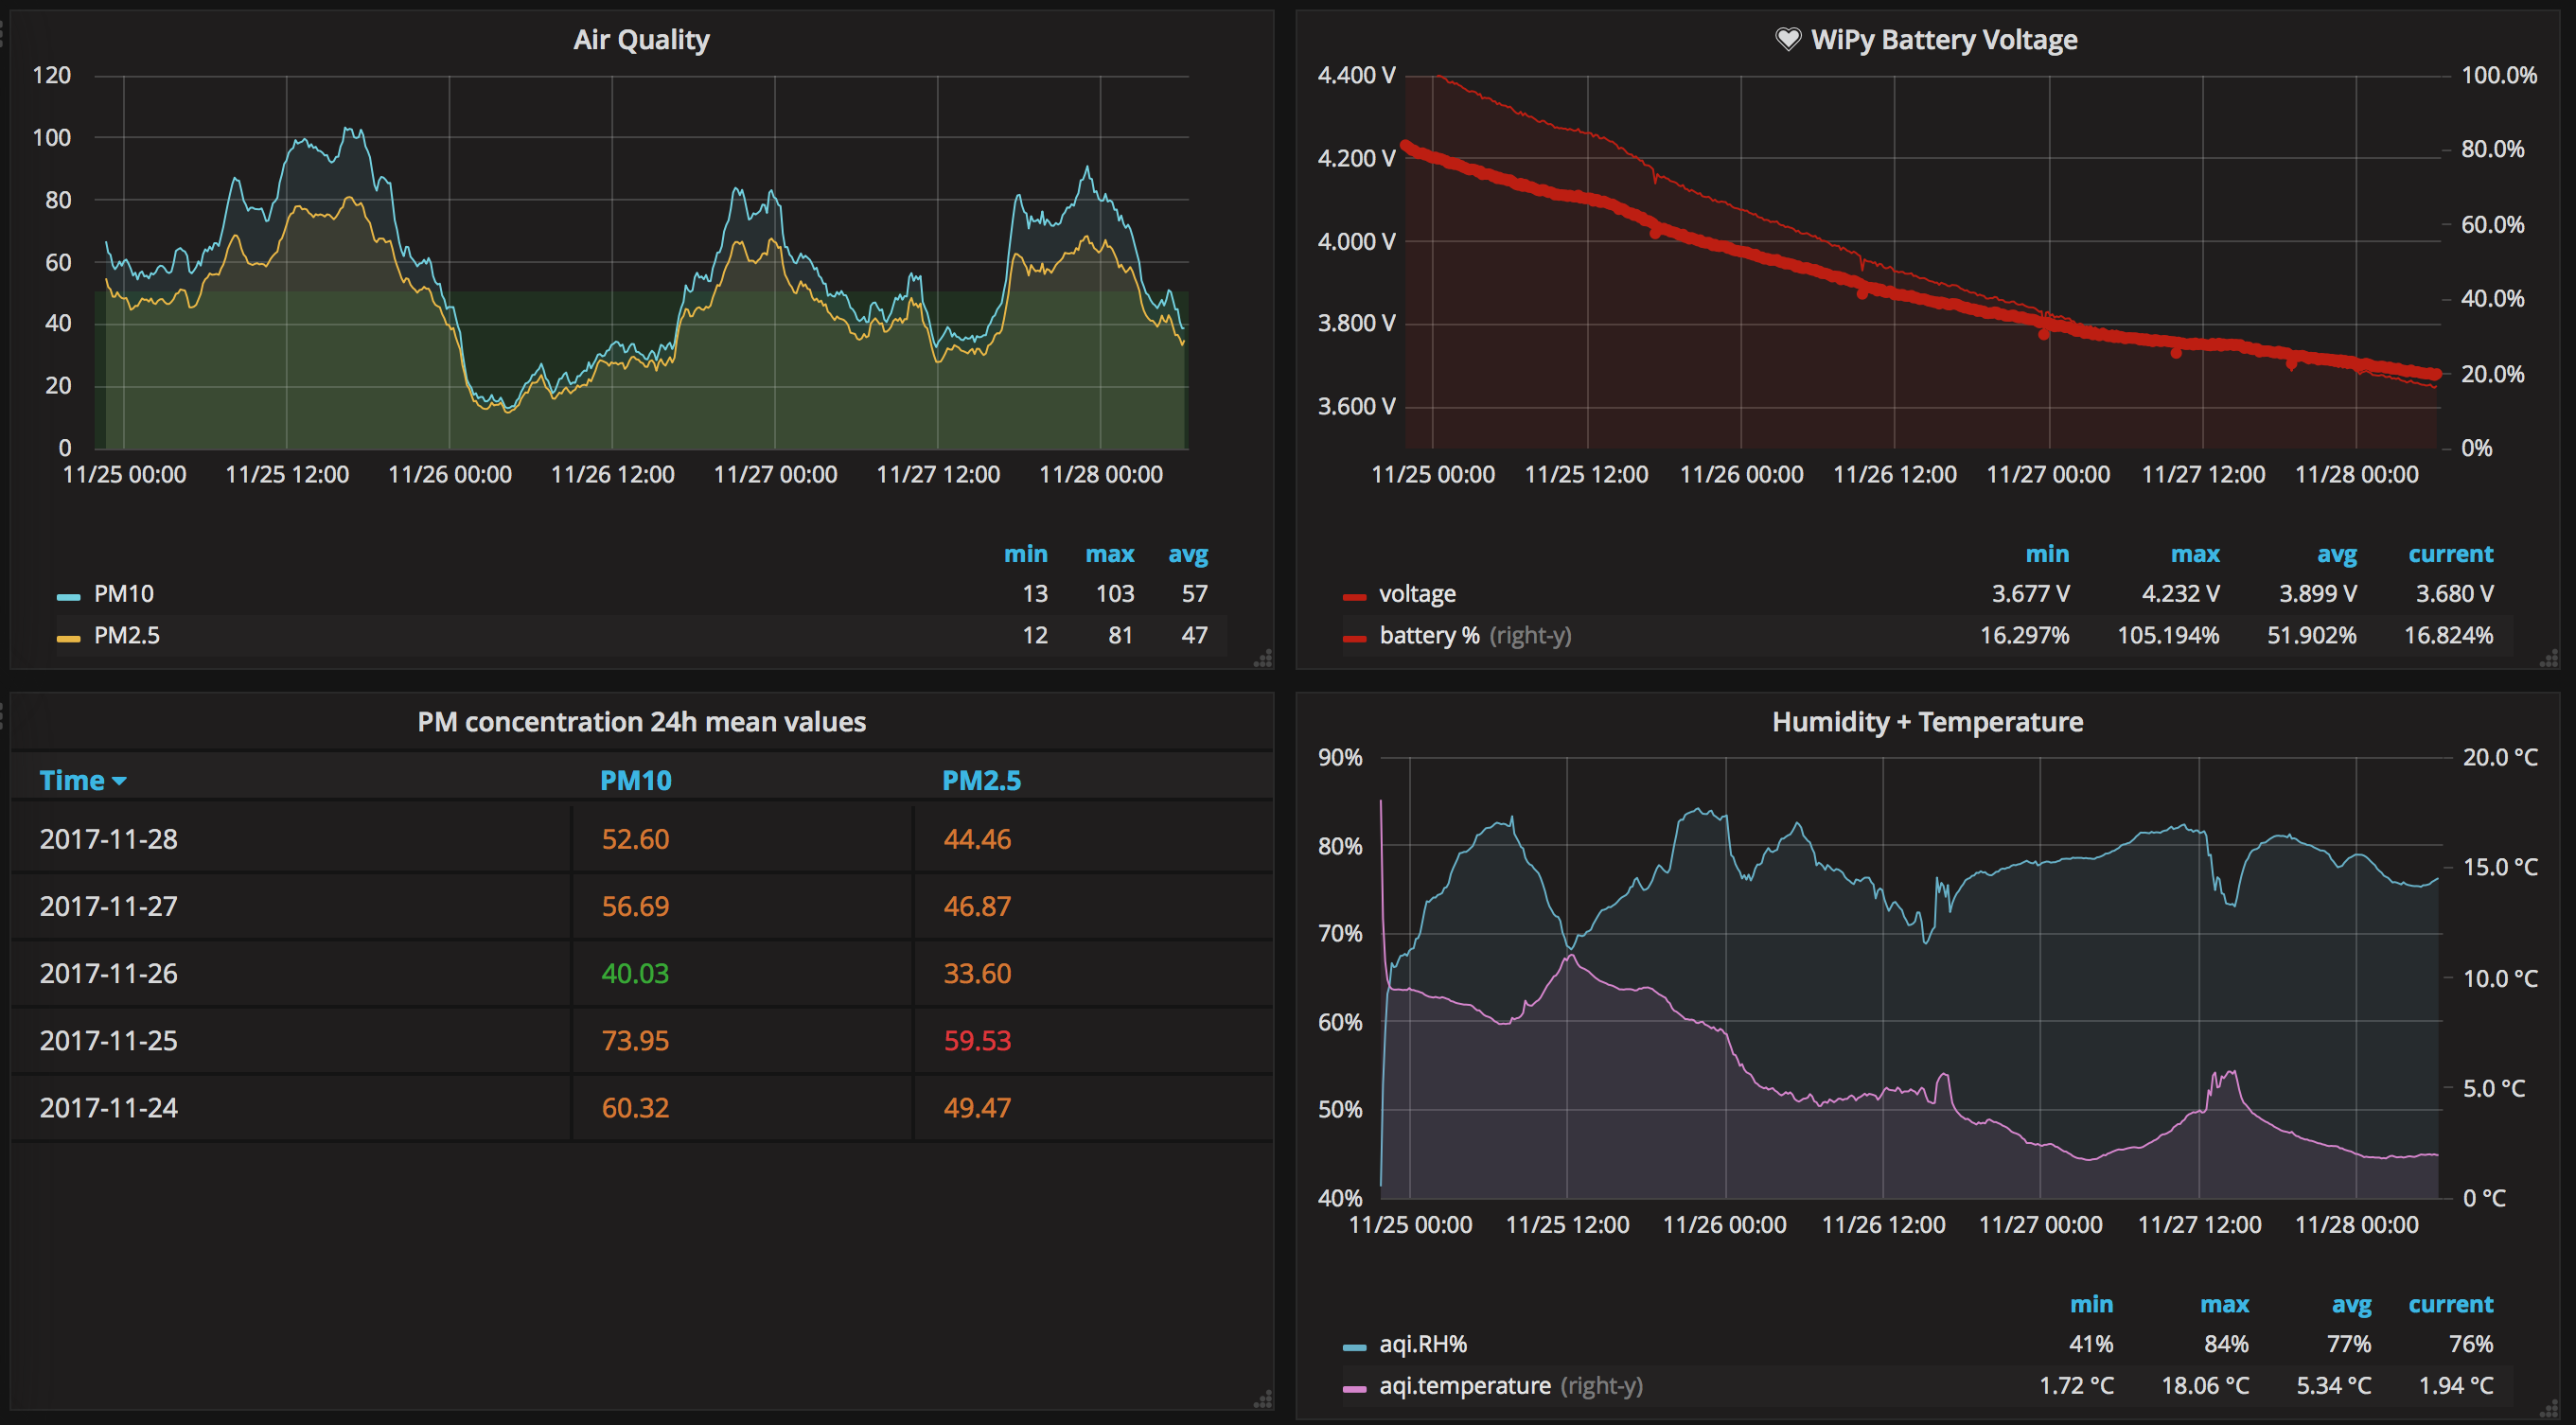 Air Quality
120
100
80
60
40
20
0
11/25 00:00 11/25 12:00 11/26 00:00 11/26 12:00 11/27 00:00 11/27 12:00 11/28 00:00
min max avg
PM10 13 103 57
PM2.5 12 81 47
WiPy Battery Voltage
4.400 V 100.0%
4.200 V 80.0%
4.000 V 60.0%
3.800 V 40.0%
3.600 V 20.0%
0%
11/25 00:00 11/25 12:00 11/26 00:00 11/26 12:00 11/27 00:00 11/27 12:00 11/28 00:00
min max avg current
voltage 3.677 V 4.232 V 3.899 V 3.680 V
battery % (right-y) 16.297% 105.194% 51.902% 16.824%
PM concentration 24h mean values
Time PM10 PM2.5
2017-11-28 52.60 44.46
2017-11-27 56.69 46.87
2017-11-26 40.03 33.60
2017-11-25 73.95 59.53
2017-11-24 60.32 49.47
Humidity + Temperature
90% 20.0 °C
80% 15.0 °C
70% 10.0 °C
60% 5.0 °C
50% 0 °C
40%
11/25 00:00 11/25 12:00 11/26 00:00 11/26 12:00 11/27 00:00 11/27 12:00 11/28 00:00
min max avg current
aqi.RH% 41% 84% 77% 76%
aqi.temperature (right-y) 1.72 °C 18.06 °C 5.34 °C 1.94 °C